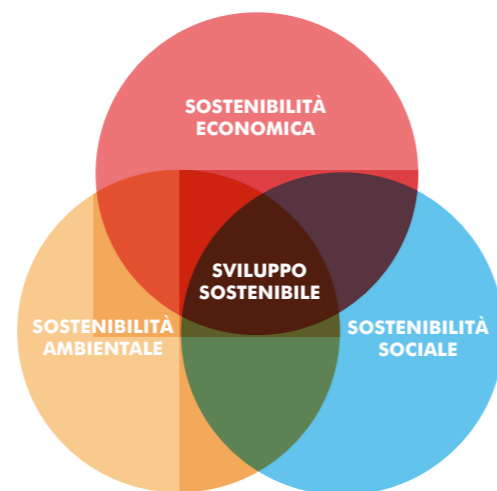 SOSTENIBILITÀ
ECONOMICA
SVILUPPO
SOSTENIBILE
SOSTENIBILITÀ
AMBIENTALE
SOSTENIBILITÀ
SOCIALE